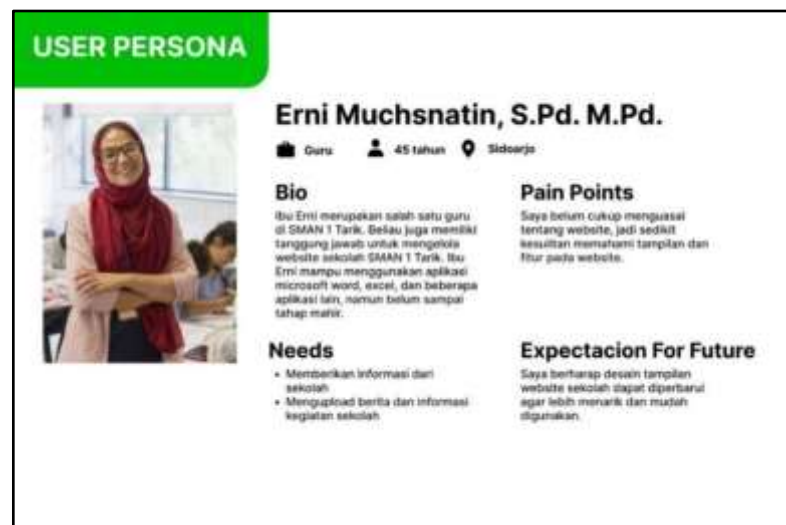 USER PERSONA
Erni Muchsnatin, S.Pd. M.Pd.
Guru
45 tahun
Sidoarjo
Bio
Ibu Erni merupakan salah satu guru
di SMAN 1 Tarik. Beliau juga memiliki
tanggung jawab untuk mengelola
website sekolah SMAN 1 Tarik. Ibu
Erni mampu menggunakan aplikasi
microsoft word, excel, dan beberapa
aplikasi lain, namun belum sampai
tahap mahir.
Pain Points
Saya belum cukup menguasai
tentang website, jadi sedikit
kesulitan memahami tampilan dan
fitur pada website.
Needs
• Memberikan informasi dari
sekolah
• Mengupload berita dan informasi
kegiatan sekolah
Expectacion For Future
Saya berharap desain tampilan
website sekolah dapat diperbarui
agar lebih menarik dan mudah
digunakan.